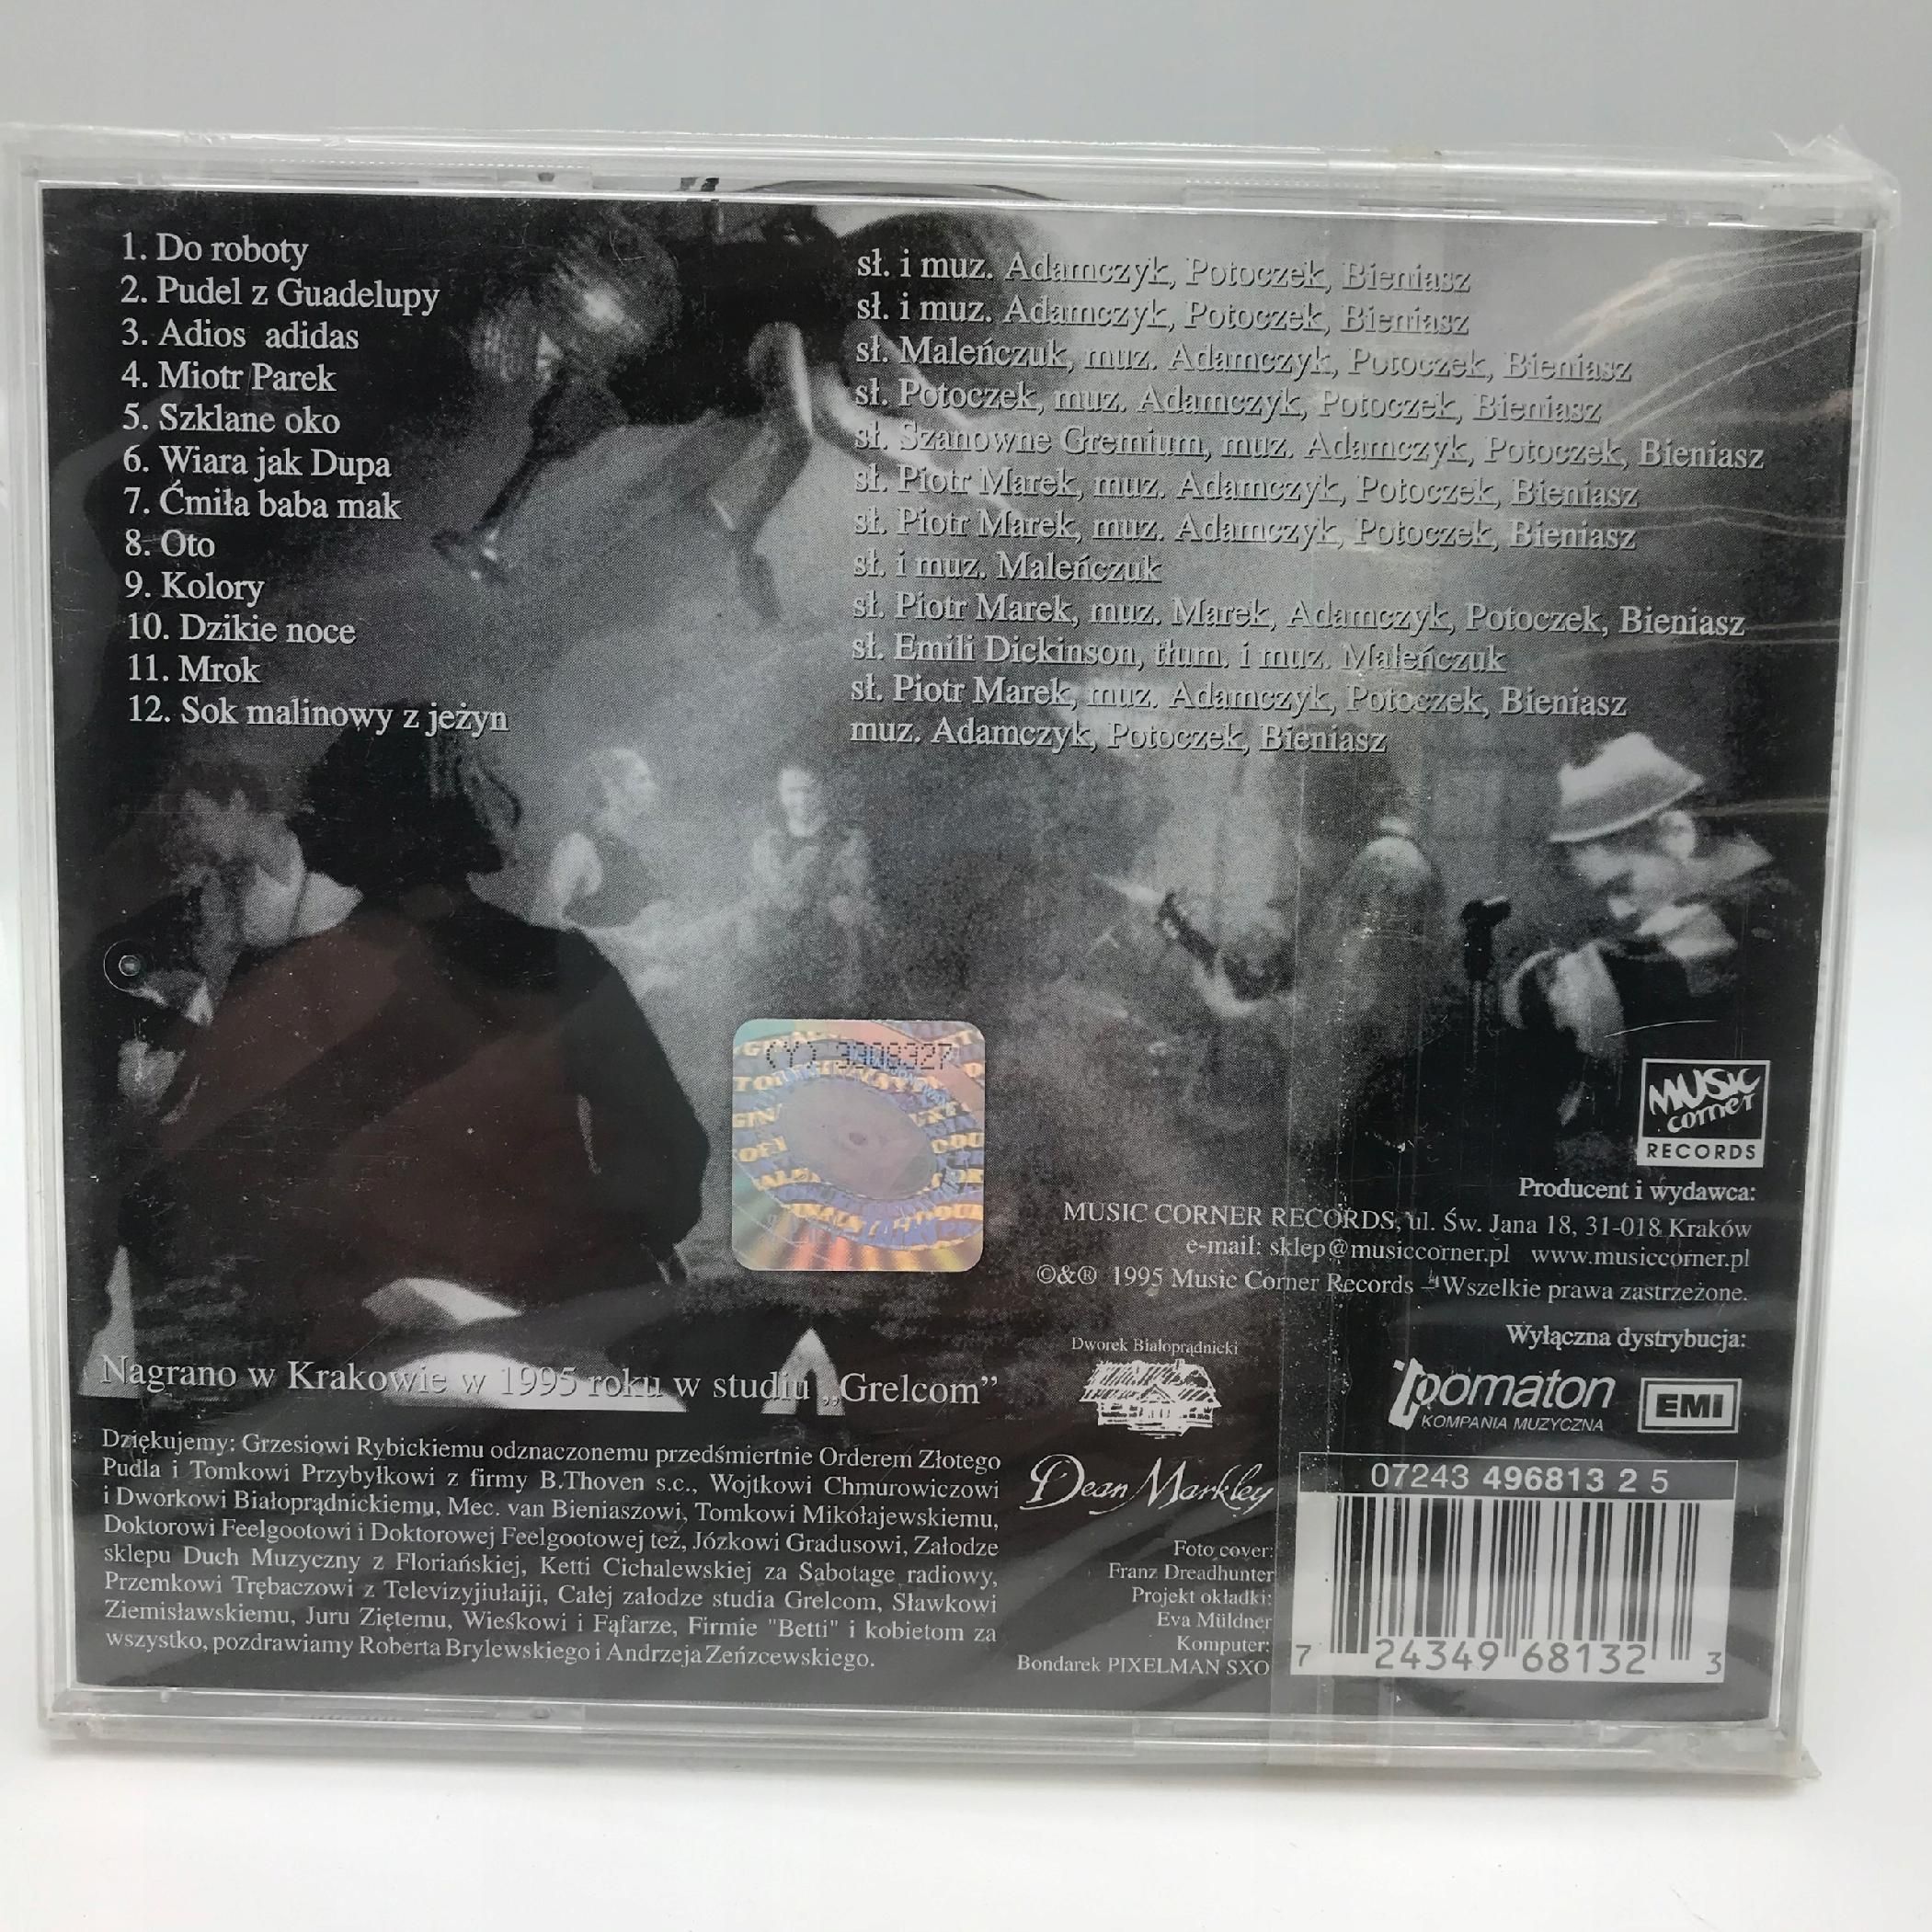 1. Do roboty
2. Pudel z Guadelupy
3. Adios adidas
4. Miotr Parek
5. Szklane oko
6. Wiara jak Dupa
7. Ćmiła baba mak
8. Oto
9. Kolory
10. Dzikie noce
11. Mrok
12. Sok malinowy z jeżyn
sł. i muz. Adamczyk, Potoczek, Bieniasz
sł. i muz. Adamczyk, Potoczek, Bieniasz
sł. Maleńczuk, muz. Adamczyk, Potoczek, Bieniasz
sł. Potoczek, muz. Adamczyk, Potoczek, Bieniasz
sł. Szanowne Gremium, muz. Adamczyk, Potoczek, Bieniasz
sł. Piotr Marek, muz. Adamczyk, Potoczek, Bieniasz
sł. Piotr Marek, muz. Adamczyk, Potoczek, Bieniasz
sł. i muz. Maleńczuk
sł. Piotr Marek, muz. Marek, Adamczyk, Potoczek, Bieniasz
sł. Emili Dickinson, tłum. i muz. Maleńczuk
sł. Piotr Marek, muz. Adamczyk, Potoczek, Bieniasz
muz. Adamczyk, Potoczek, Bieniasz
3308327
MUSIC
corner
RECORDS
Producent i wydawca:
MUSIC CORNER RECORDS, ul. Św. Jana 18, 31-018 Kraków
e-mail: sklep@musiccorner.pl www.musiccorner.pl
©&® 1995 Music Corner Records - Wszelkie prawa zastrzeżone.
Wyłączna dystrybucja:
pomaton
KOMPANIA MUZYCZNA
EMI
Nagrano w Krakowie w 1995 roku w studiu „Grelcom”
Dziękujemy: Grzesiowi Rybickiemu odznaczonemu przedśmiertnie Orderem Złotego
Pudla i Tomkowi Przybyłkowi z firmy B.Thoven s.c., Wojtkowi Chmurowiczowi
i Dworkowi Białoprądnickiemu, Mec. van Bieniaszowi, Tomkowi Mikołajewskiemu,
Doktorowi Feelgootowi i Doktorowej Feelgootowej też, Józkowi Gradusowi, Załodze
sklepu Duch Muzyczny z Floriańskiej, Ketti Cichalewskiej za Sabotage radiowy,
Przemkowi Trębaczowi z Televizyjiułaiji, Całej załodze studia Grelcom, Sławkowi
Ziemisławskiemu, Juru Ziętemu, Wieśkowi i Fąfarze, Firmie "Betti" i kobietom za
wszystko, pozdrawiamy Roberta Brylewskiego i Andrzeja Zeńzcewskiego.
Dworek Białoprądnicki
Dean Markley
Foto cover:
Franz Dreadhunter
Projekt okładki:
Eva Müldner
Komputer:
Bondarek PIXELMAN SXO
07243 496813 2 5
7 24349 68132 3